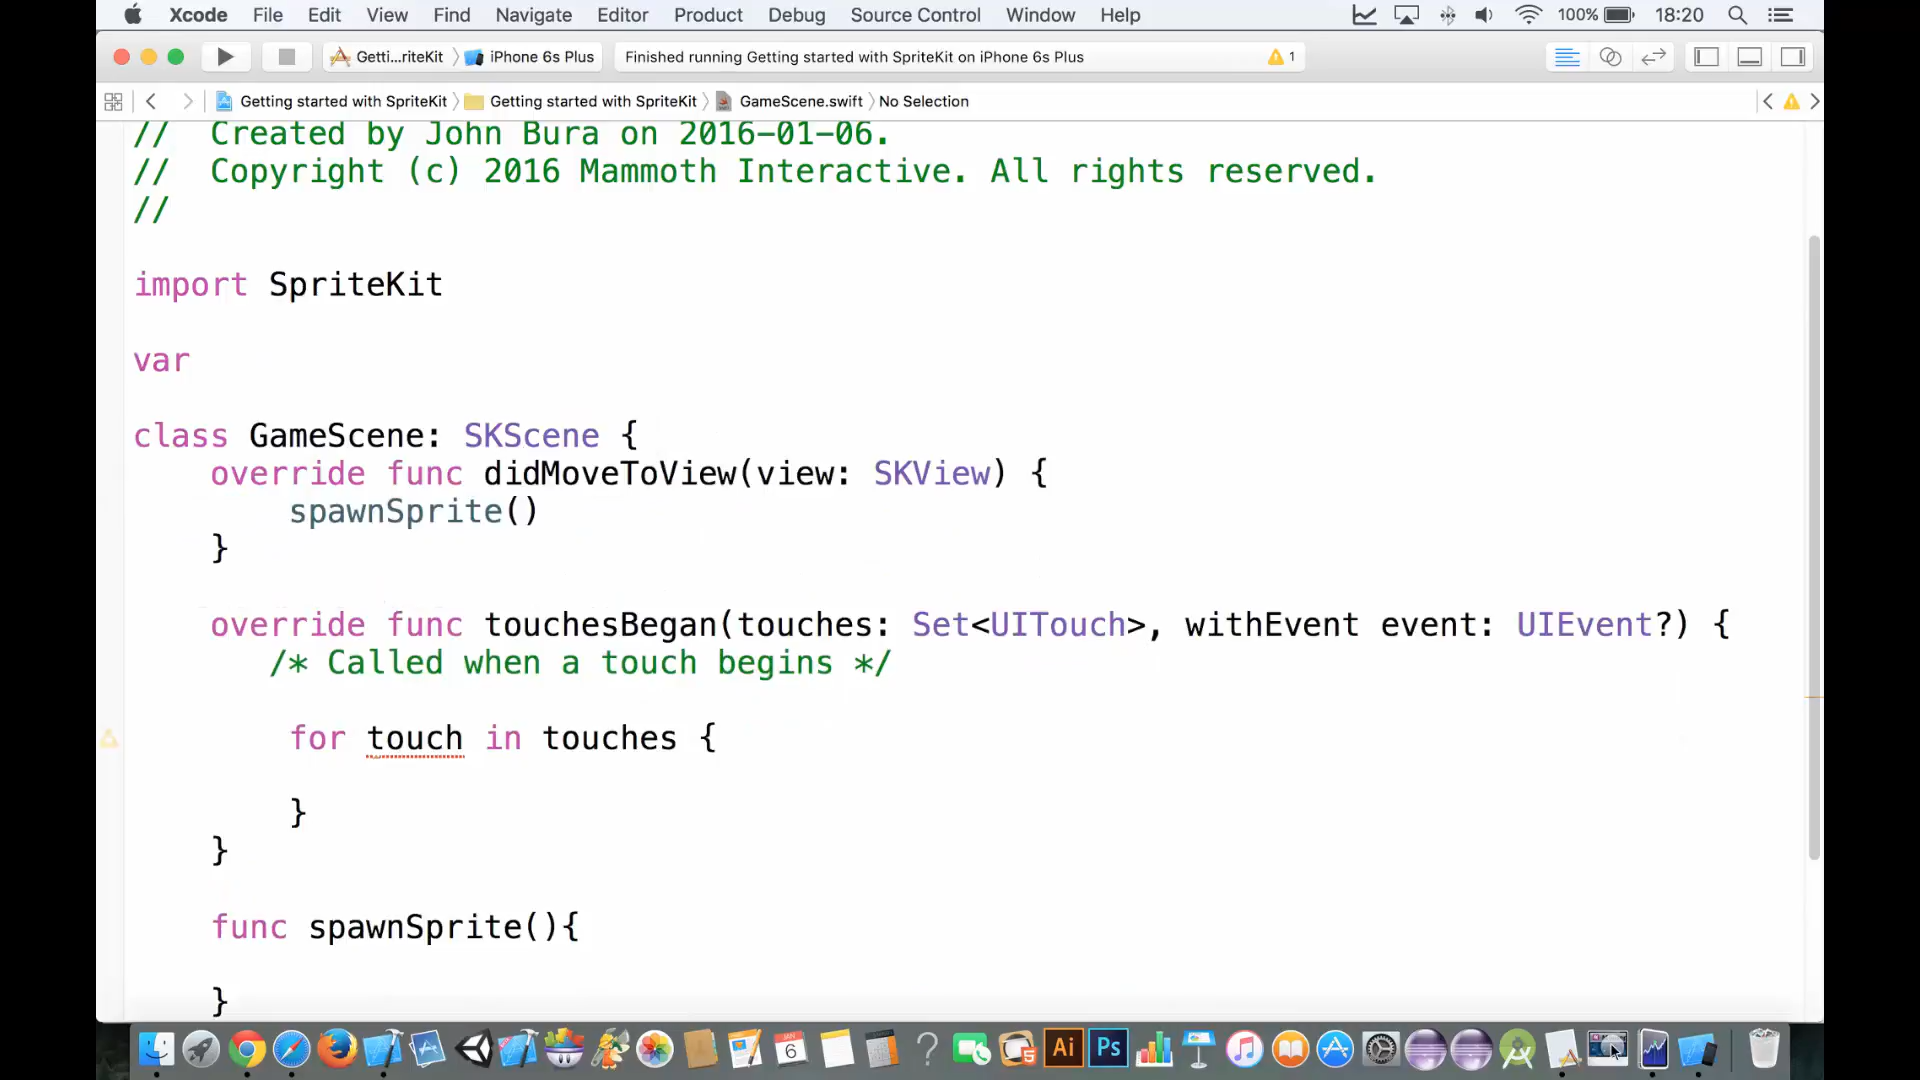 Xcode File Edit View Find Navigate Editor Product Debug Source Control Window Help 100% 18:20
Getti...riteKit iPhone 6s Plus Finished running Getting started with SpriteKit on iPhone 6s Plus 1
Getting started with SpriteKit Getting started with SpriteKit GameScene.swift No Selection
// Created by John Bura on 2016-01-06.
// Copyright (c) 2016 Mammoth Interactive. All rights reserved.
//
import SpriteKit
var
class GameScene: SKScene {
override func didMoveToView(view: SKView) {
spawnSprite()
}
override func touchesBegan(touches: Set<UITouch>, withEvent event: UIEvent?) {
/* Called when a touch begins */
for touch in touches {
}
}
func spawnSprite(){
}
JAN 6 ? 5 Ai Ps